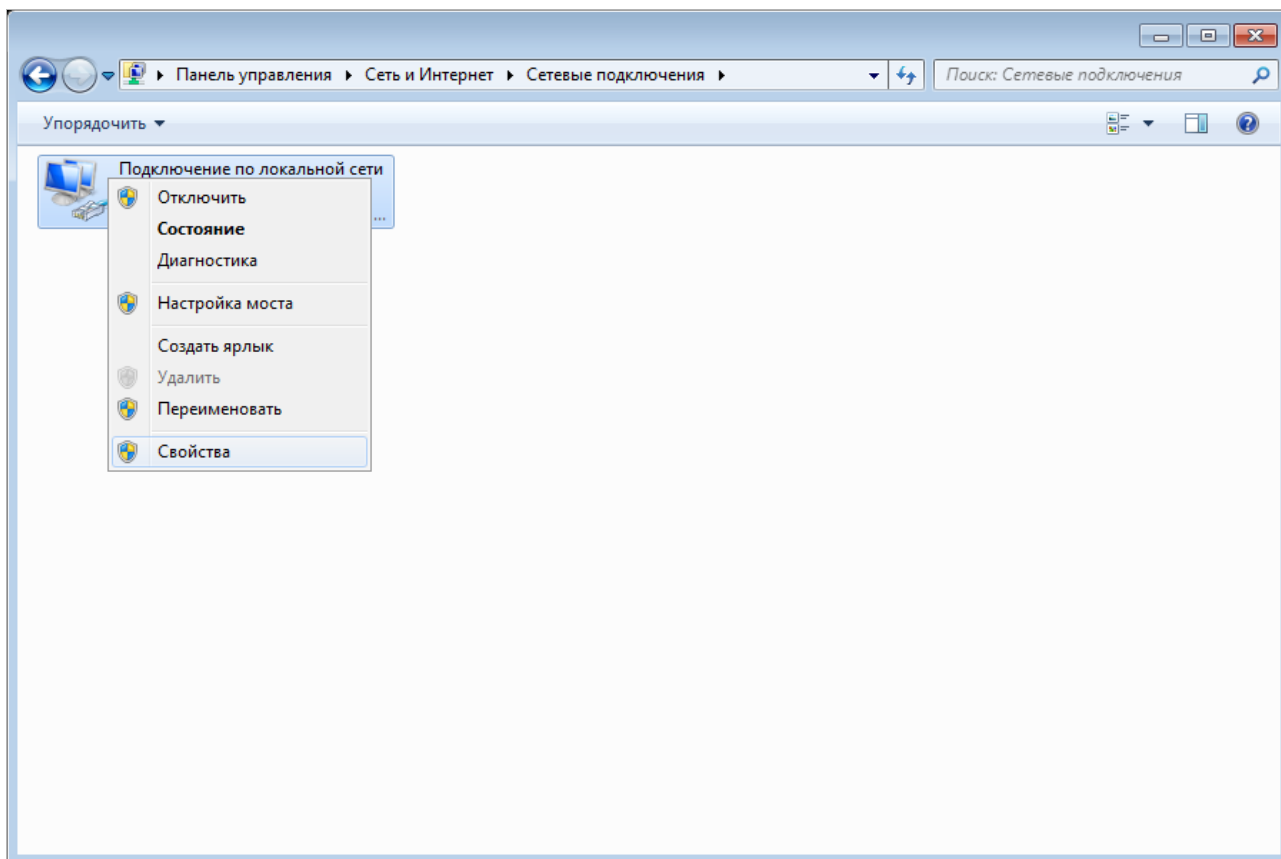 Панель управления ▸ Сеть и Интернет ▸ Сетевые подключения ▸
Поиск: Сетевые подключения
Упорядочить
Подключение по локальной сети
...
Отключить
Состояние
Диагностика
Настройка моста
Создать ярлык
Удалить
Переименовать
Свойства